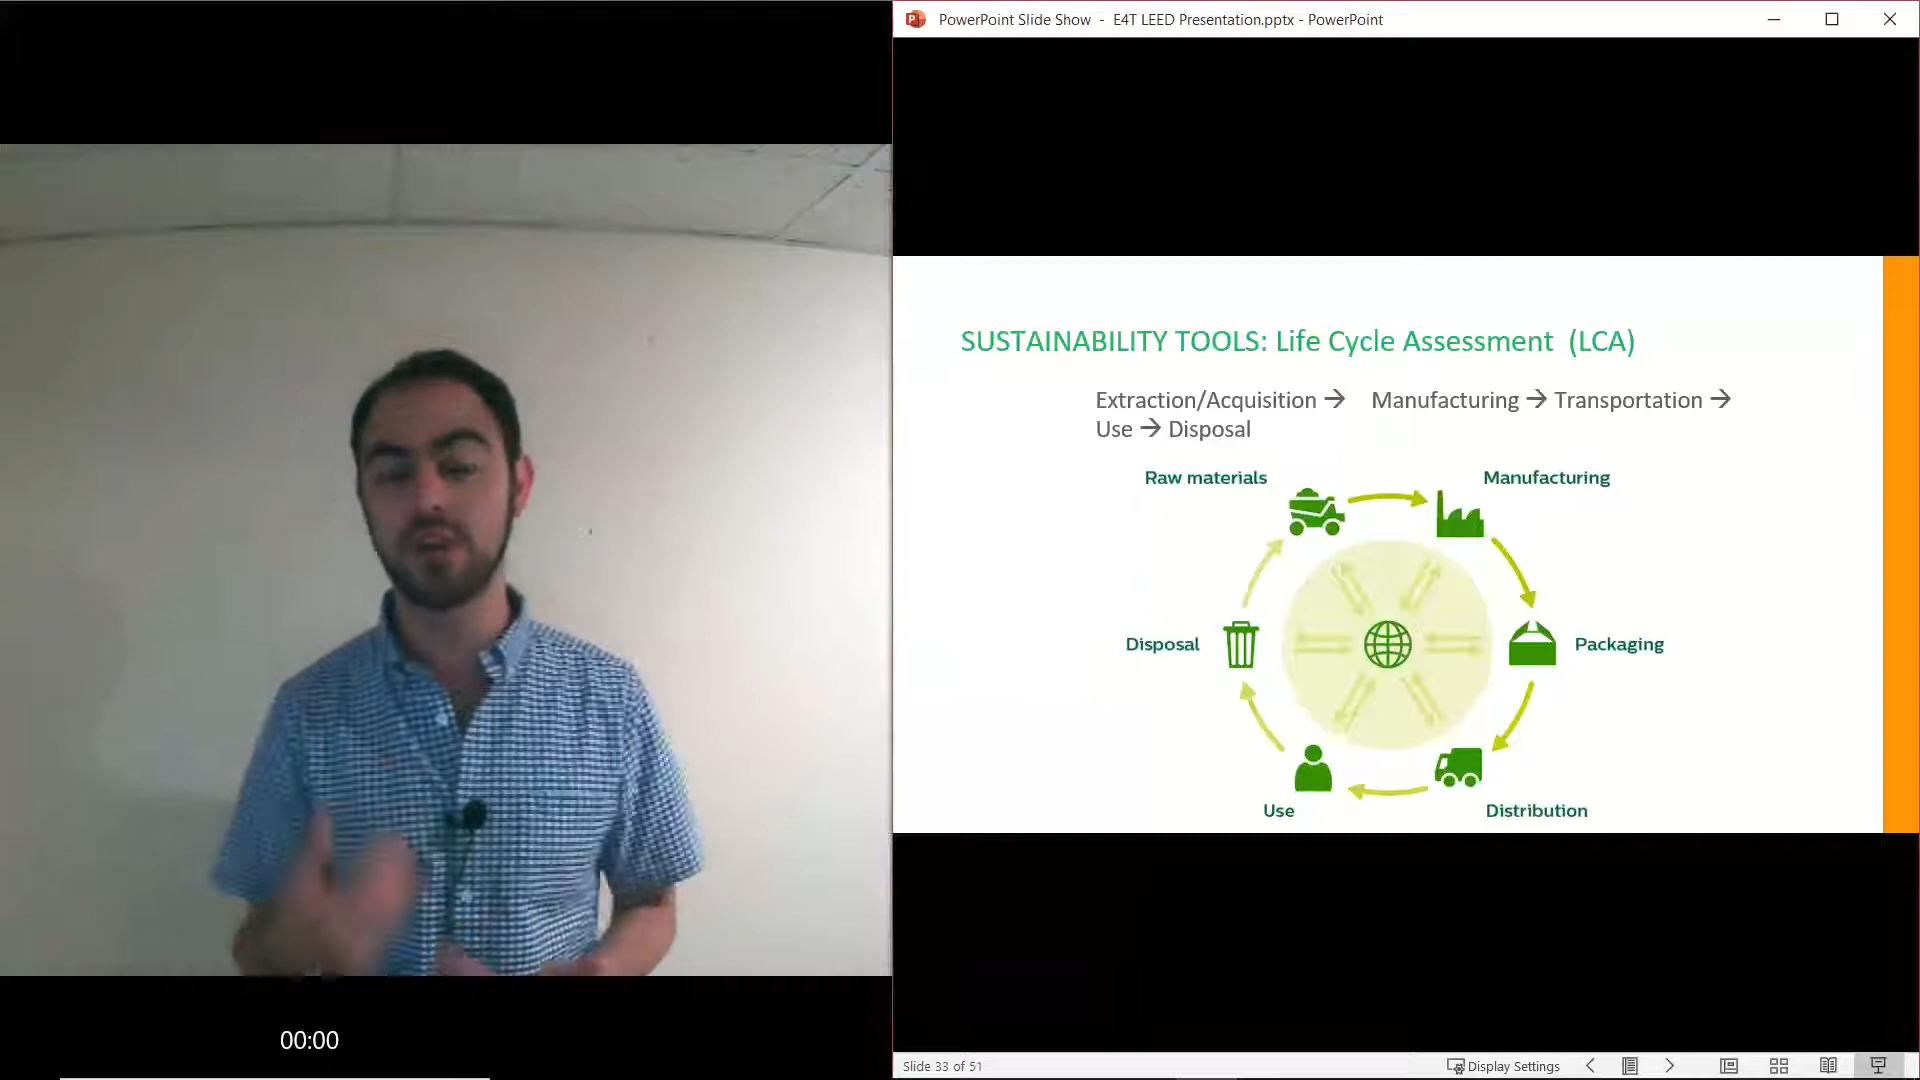 PowerPoint Slide Show - E4T LEED Presentation.pptx - PowerPoint
SUSTAINABILITY TOOLS: Life Cycle Assessment (LCA)
Extraction/Acquisition → Manufacturing → Transportation →
Use → Disposal
Raw materials
Manufacturing
Disposal
Packaging
Use
Distribution
00:00
Slide 33 of 51
Display Settings